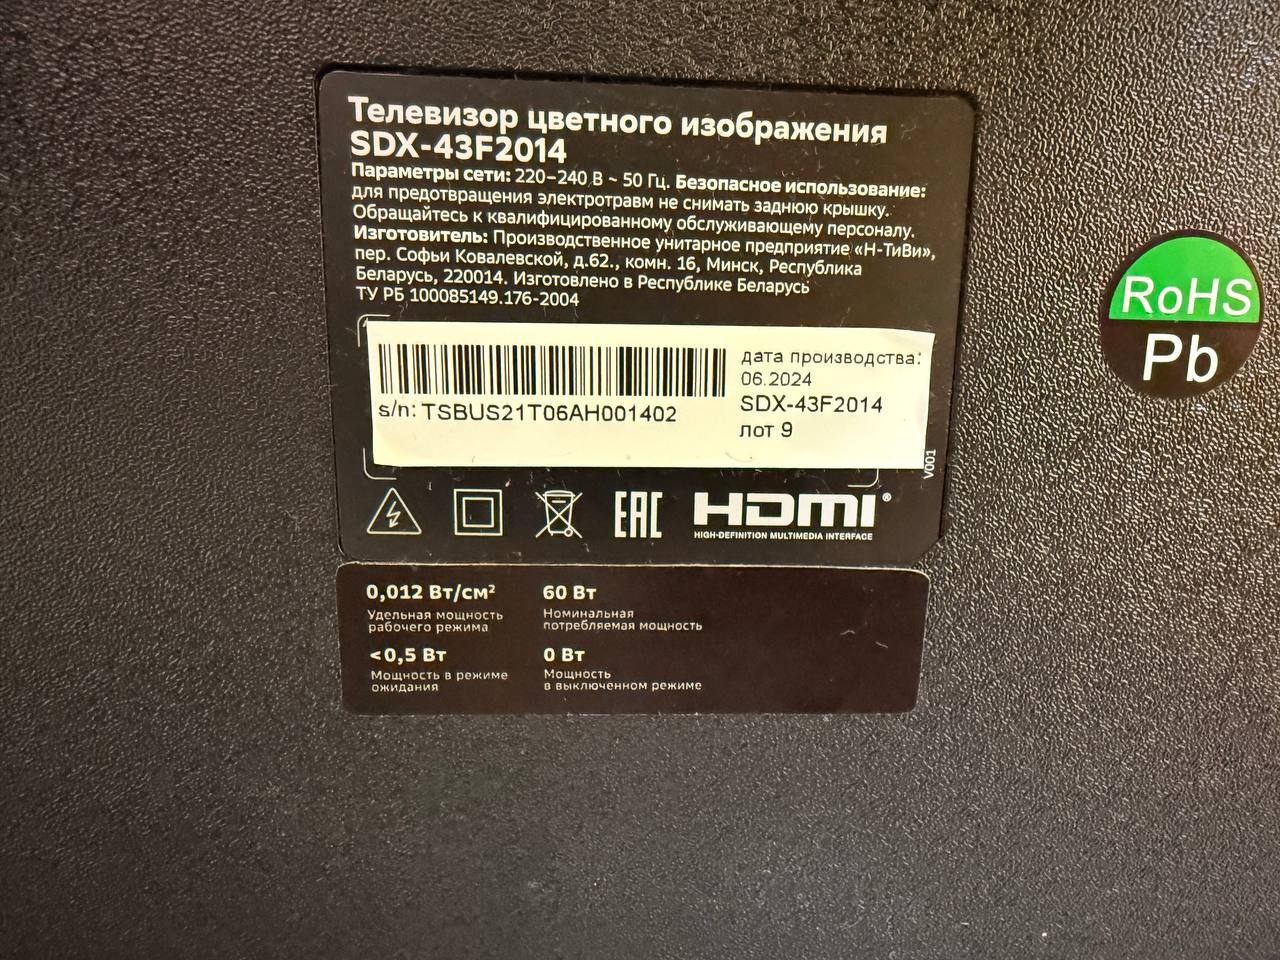 Телевизор цветного изображения
SDX-43F2014
Параметры сети: 220–240 В ~ 50 Гц. Безопасное использование:
для предотвращения электротравм не снимать заднюю крышку.
Обращайтесь к квалифицированному обслуживающему персоналу.
Изготовитель: Производственное унитарное предприятие «Н-ТиВи»,
пер. Софьи Ковалевской, д.62., комн. 16, Минск, Республика
Беларусь, 220014. Изготовлено в Республике Беларусь
ТУ РБ 100085149.176-2004
дата производства:
06.2024
SDX-43F2014
лот 9
s/n: TSBUS21T06AH001402
V001
EAC
HDMI®
HIGH-DEFINITION MULTIMEDIA INTERFACE
0,012 Вт/см²
Удельная мощность
рабочего режима
60 Вт
Номинальная
потребляемая мощность
<0,5 Вт
Мощность в режиме
ожидания
0 Вт
Мощность
в выключенном режиме
RoHS
Pb